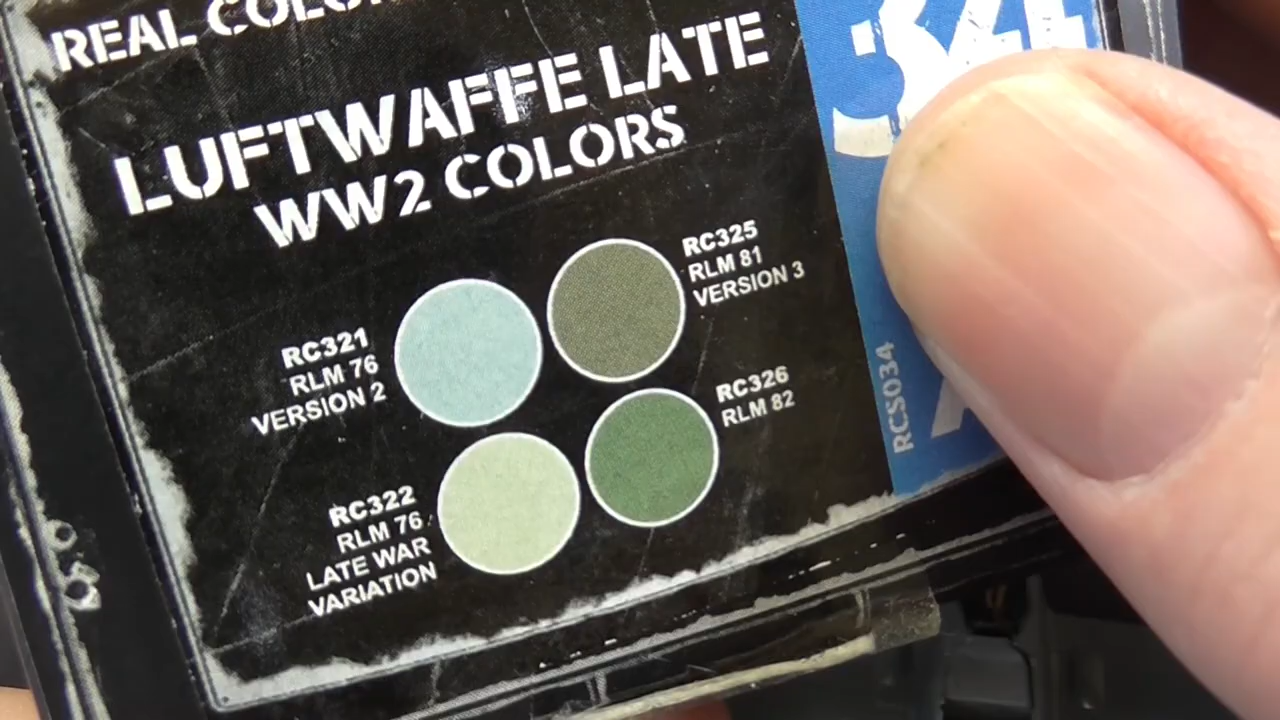 REAL COLOR
LUFTWAFFE LATE
WW2 COLORS
RC325
RLM 81
VERSION 3
RC321
RLM 76
VERSION 2
RC326
RLM 82
RC322
RLM 76
LATE WAR
VARIATION
RCS034